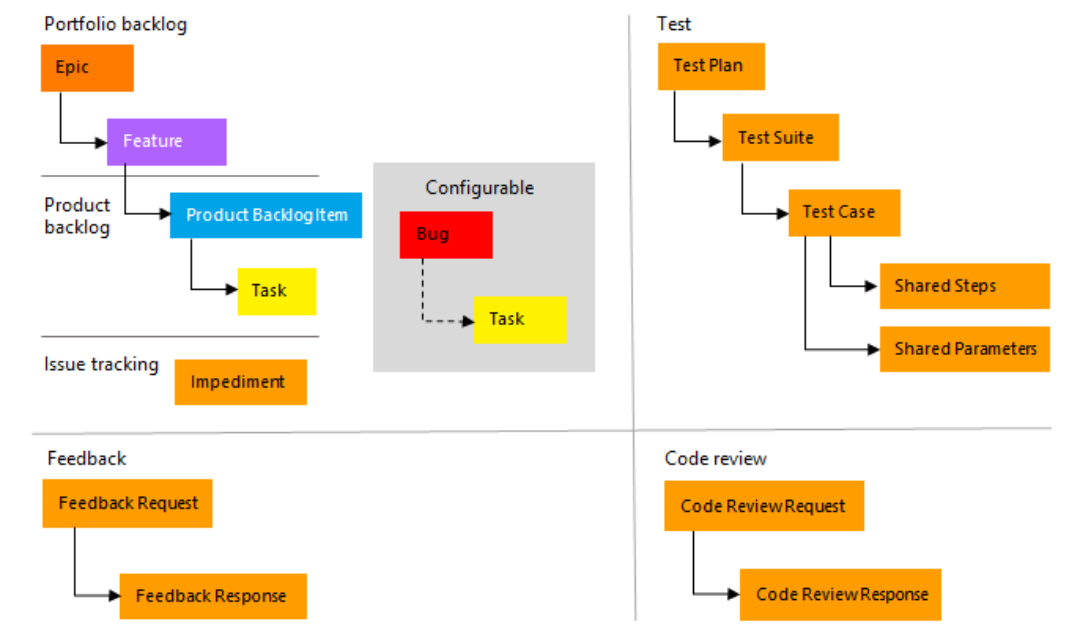 Portfolio backlog
Epic
Feature
Product
backlog
Product Backlog Item
Task
Configurable
Bug
Task
Issue tracking
Impediment
Test
Test Plan
Test Suite
Test Case
Shared Steps
Shared Parameters
Feedback
Feedback Request
Feedback Response
Code review
Code Review Request
Code Review Response